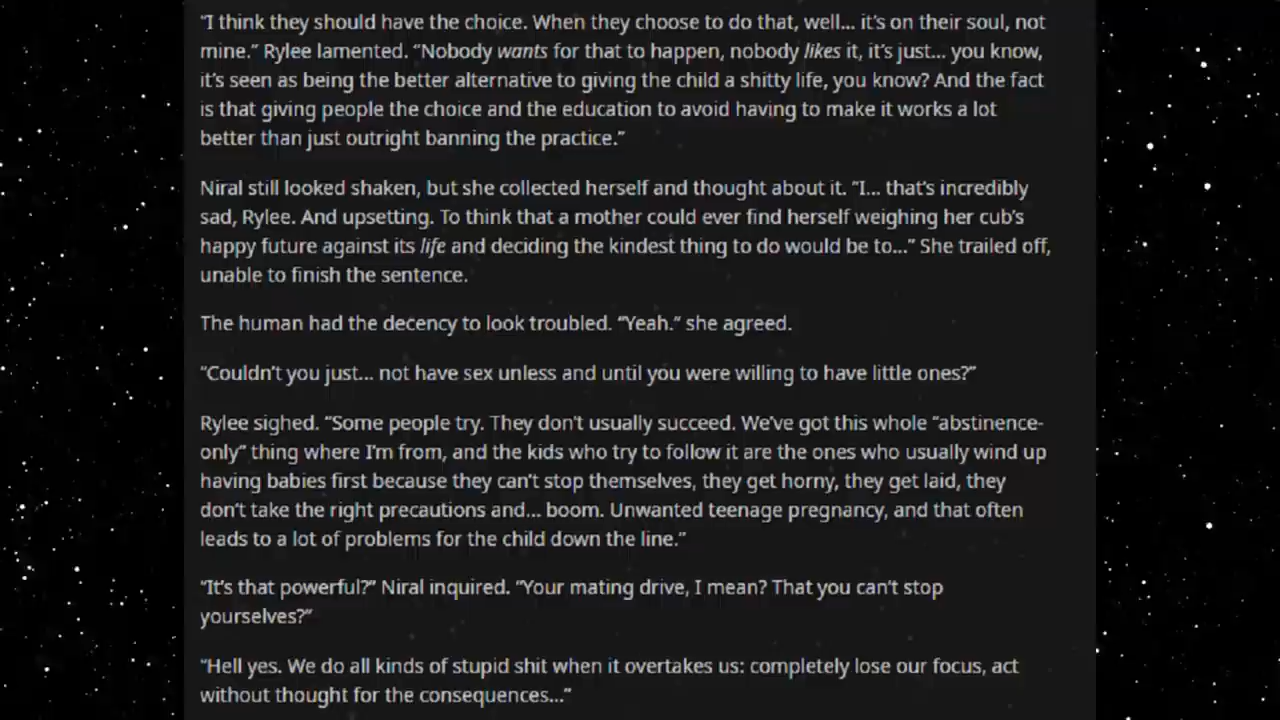 “I think they should have the choice. When they choose to do that, well... it’s on their soul, not
mine.” Rylee lamented. “Nobody wants for that to happen, nobody likes it, it’s just... you know,
it’s seen as being the better alternative to giving the child a shitty life, you know? And the fact
is that giving people the choice and the education to avoid having to make it works a lot
better than just outright banning the practice.”
Niral still looked shaken, but she collected herself and thought about it. “I... that’s incredibly
sad, Rylee. And upsetting. To think that a mother could ever find herself weighing her cub’s
happy future against its life and deciding the kindest thing to do would be to...” She trailed off,
unable to finish the sentence.
The human had the decency to look troubled. “Yeah.” she agreed.
“Couldn’t you just... not have sex unless and until you were willing to have little ones?”
Rylee sighed. “Some people try. They don’t usually succeed. We’ve got this whole “abstinence-
only” thing where I’m from, and the kids who try to follow it are the ones who usually wind up
having babies first because they can’t stop themselves, they get horny, they get laid, they
don’t take the right precautions and... boom. Unwanted teenage pregnancy, and that often
leads to a lot of problems for the child down the line.”
“It’s that powerful?” Niral inquired. “Your mating drive, I mean? That you can’t stop
yourselves?”
“Hell yes. We do all kinds of stupid shit when it overtakes us: completely lose our focus, act
without thought for the consequences...”